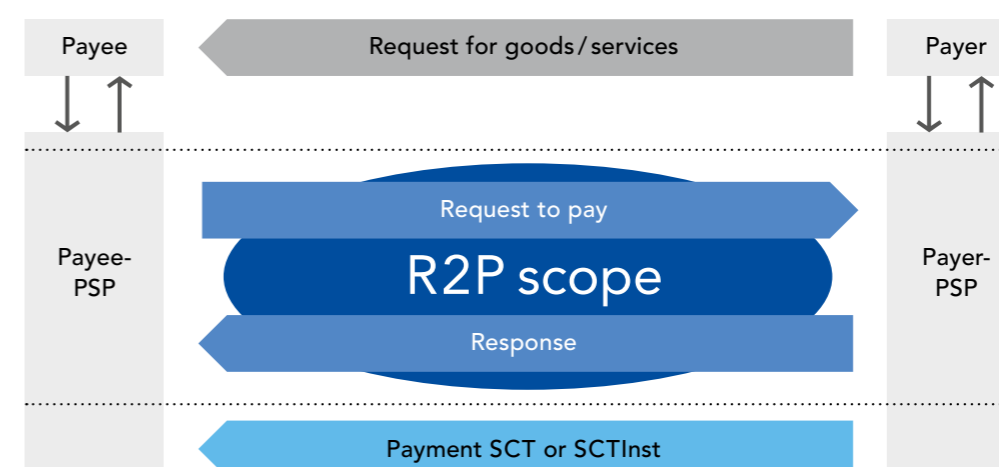 Payee
Request for goods/services
Payer
Request to pay
Payee-
PSP
R2P scope
Payer-
PSP
Response
Payment SCT or SCTInst